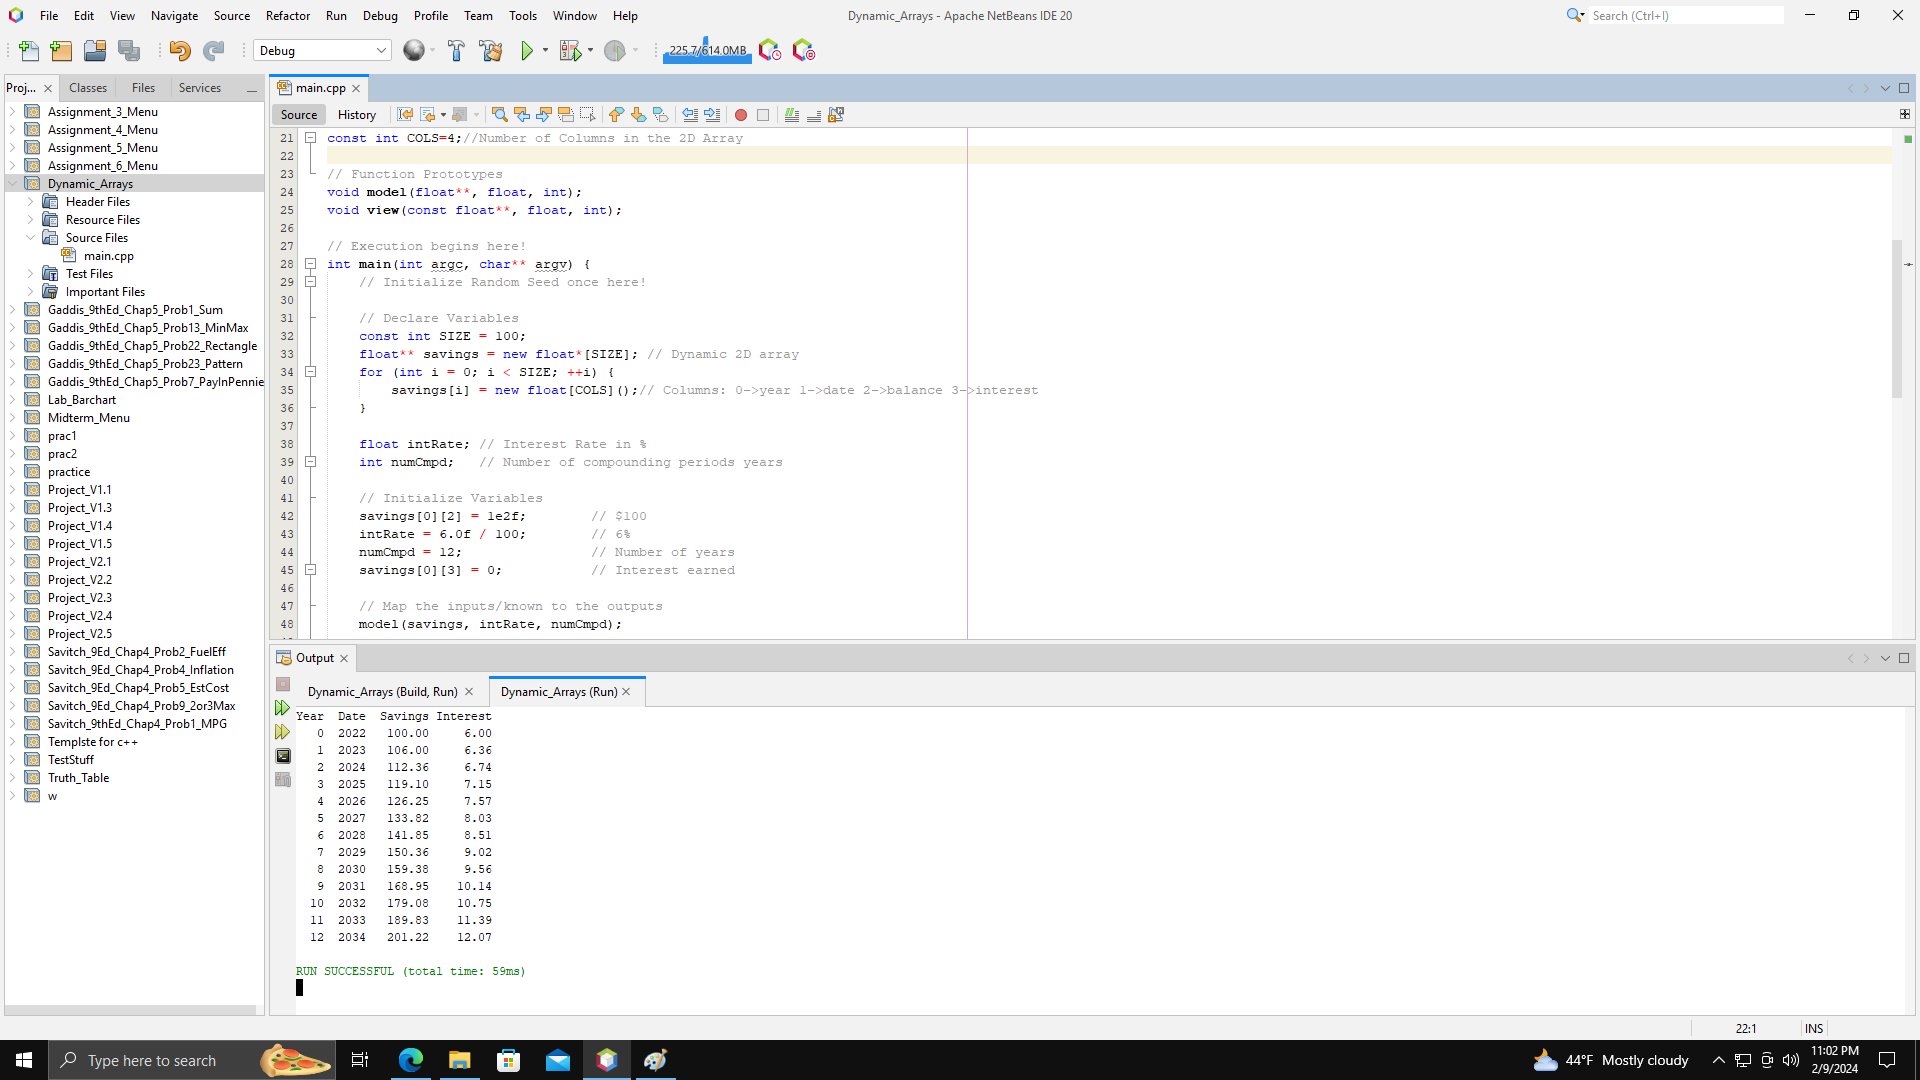 File Edit View Navigate Source Refactor Run Debug Profile Team Tools Window Help
Dynamic_Arrays - Apache NetBeans IDE 20
Search (Ctrl+I)
Debug
225.7/614.0MB
Proj... Classes Files Services
Assignment_3_Menu
Assignment_4_Menu
Assignment_5_Menu
Assignment_6_Menu
Dynamic_Arrays
Header Files
Resource Files
Source Files
main.cpp
Test Files
Important Files
Gaddis_9thEd_Chap5_Prob1_Sum
Gaddis_9thEd_Chap5_Prob13_MinMax
Gaddis_9thEd_Chap5_Prob22_Rectangle
Gaddis_9thEd_Chap5_Prob23_Pattern
Gaddis_9thEd_Chap5_Prob7_PayInPennie
Lab_Barchart
Midterm_Menu
prac1
prac2
practice
Project_V1.1
Project_V1.3
Project_V1.4
Project_V1.5
Project_V2.1
Project_V2.2
Project_V2.3
Project_V2.4
Project_V2.5
Savitch_9Ed_Chap4_Prob2_FuelEff
Savitch_9Ed_Chap4_Prob4_Inflation
Savitch_9Ed_Chap4_Prob5_EstCost
Savitch_9Ed_Chap4_Prob9_2or3Max
Savitch_9thEd_Chap4_Prob1_MPG
Templste for c++
TestStuff
Truth_Table
w
main.cpp
Source History
21 const int COLS=4;//Number of Columns in the 2D Array
22
23 // Function Prototypes
24 void model(float**, float, int);
25 void view(const float**, float, int);
26
27 // Execution begins here!
28 int main(int argc, char** argv) {
29 // Initialize Random Seed once here!
30
31 // Declare Variables
32 const int SIZE = 100;
33 float** savings = new float*[SIZE]; // Dynamic 2D array
34 for (int i = 0; i < SIZE; ++i) {
35 savings[i] = new float[COLS]();// Columns: 0->year 1->date 2->balance 3->interest
36 }
37
38 float intRate; // Interest Rate in %
39 int numCmpd; // Number of compounding periods years
40
41 // Initialize Variables
42 savings[0][2] = 1e2f; // $100
43 intRate = 6.0f / 100; // 6%
44 numCmpd = 12; // Number of years
45 savings[0][3] = 0; // Interest earned
46
47 // Map the inputs/known to the outputs
48 model(savings, intRate, numCmpd);
Output
Dynamic_Arrays (Build, Run) Dynamic_Arrays (Run)
Year Date Savings Interest
0 2022 100.00 6.00
1 2023 106.00 6.36
2 2024 112.36 6.74
3 2025 119.10 7.15
4 2026 126.25 7.57
5 2027 133.82 8.03
6 2028 141.85 8.51
7 2029 150.36 9.02
8 2030 159.38 9.56
9 2031 168.95 10.14
10 2032 179.08 10.75
11 2033 189.83 11.39
12 2034 201.22 12.07
RUN SUCCESSFUL (total time: 59ms)
22:1 INS
Type here to search
44°F Mostly cloudy
11:02 PM
2/9/2024